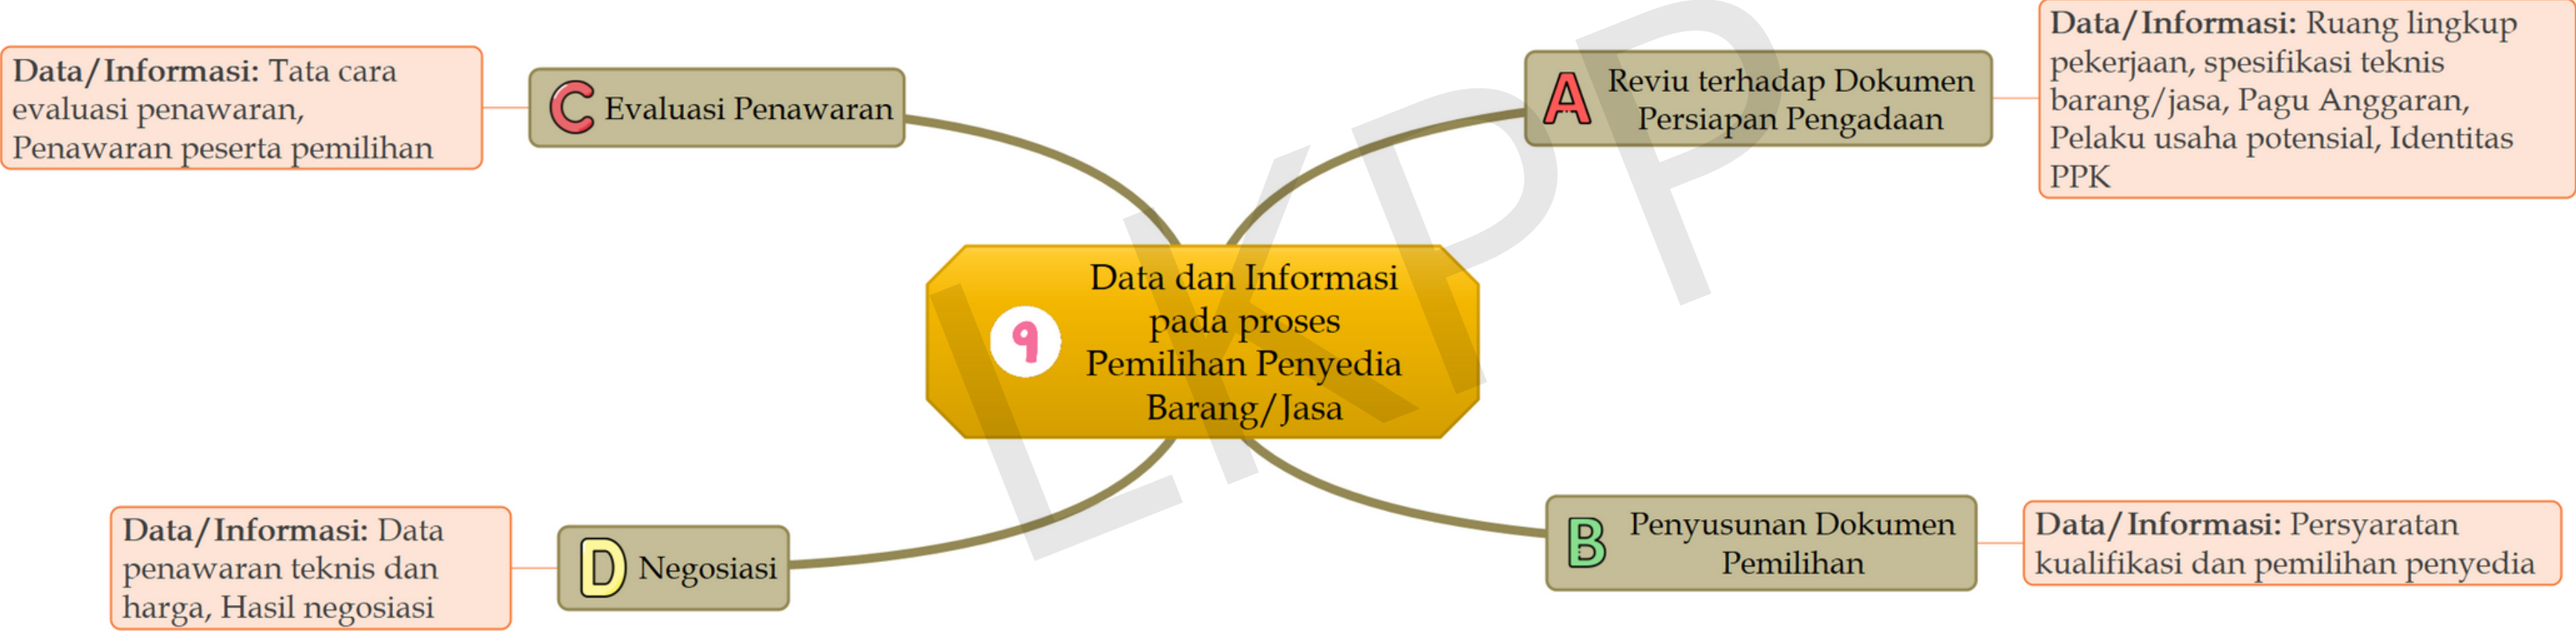 9
Data dan Informasi
pada proses
Pemilihan Penyedia
Barang/Jasa
A
Reviu terhadap Dokumen
Persiapan Pengadaan
Data/Informasi: Ruang lingkup
pekerjaan, spesifikasi teknis
barang/jasa, Pagu Anggaran,
Pelaku usaha potensial, Identitas
PPK
B
Penyusunan Dokumen
Pemilihan
Data/Informasi: Persyaratan
kualifikasi dan pemilihan penyedia
C
Evaluasi Penawaran
Data/Informasi: Tata cara
evaluasi penawaran,
Penawaran peserta pemilihan
D
Negosiasi
Data/Informasi: Data
penawaran teknis dan
harga, Hasil negosiasi
LKPP